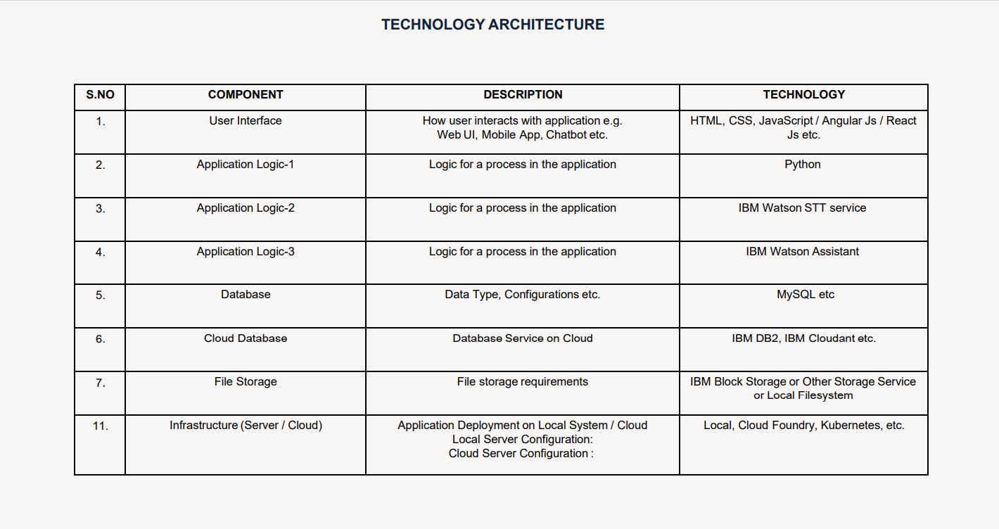 TECHNOLOGY ARCHITECTURE
S.NO COMPONENT DESCRIPTION TECHNOLOGY
1. User Interface How user interacts with application e.g. HTML, CSS, JavaScript / Angular Js / React
Web UI, Mobile App, Chatbot etc. Js etc.
2. Application Logic-1 Logic for a process in the application Python
3. Application Logic-2 Logic for a process in the application IBM Watson STT service
4. Application Logic-3 Logic for a process in the application IBM Watson Assistant
5. Database Data Type, Configurations etc. MySQL etc
6. Cloud Database Database Service on Cloud IBM DB2, IBM Cloudant etc.
7. File Storage File storage requirements IBM Block Storage or Other Storage Service
or Local Filesystem
11. Infrastructure (Server / Cloud) Application Deployment on Local System / Cloud Local, Cloud Foundry, Kubernetes, etc.
Local Server Configuration:
Cloud Server Configuration :